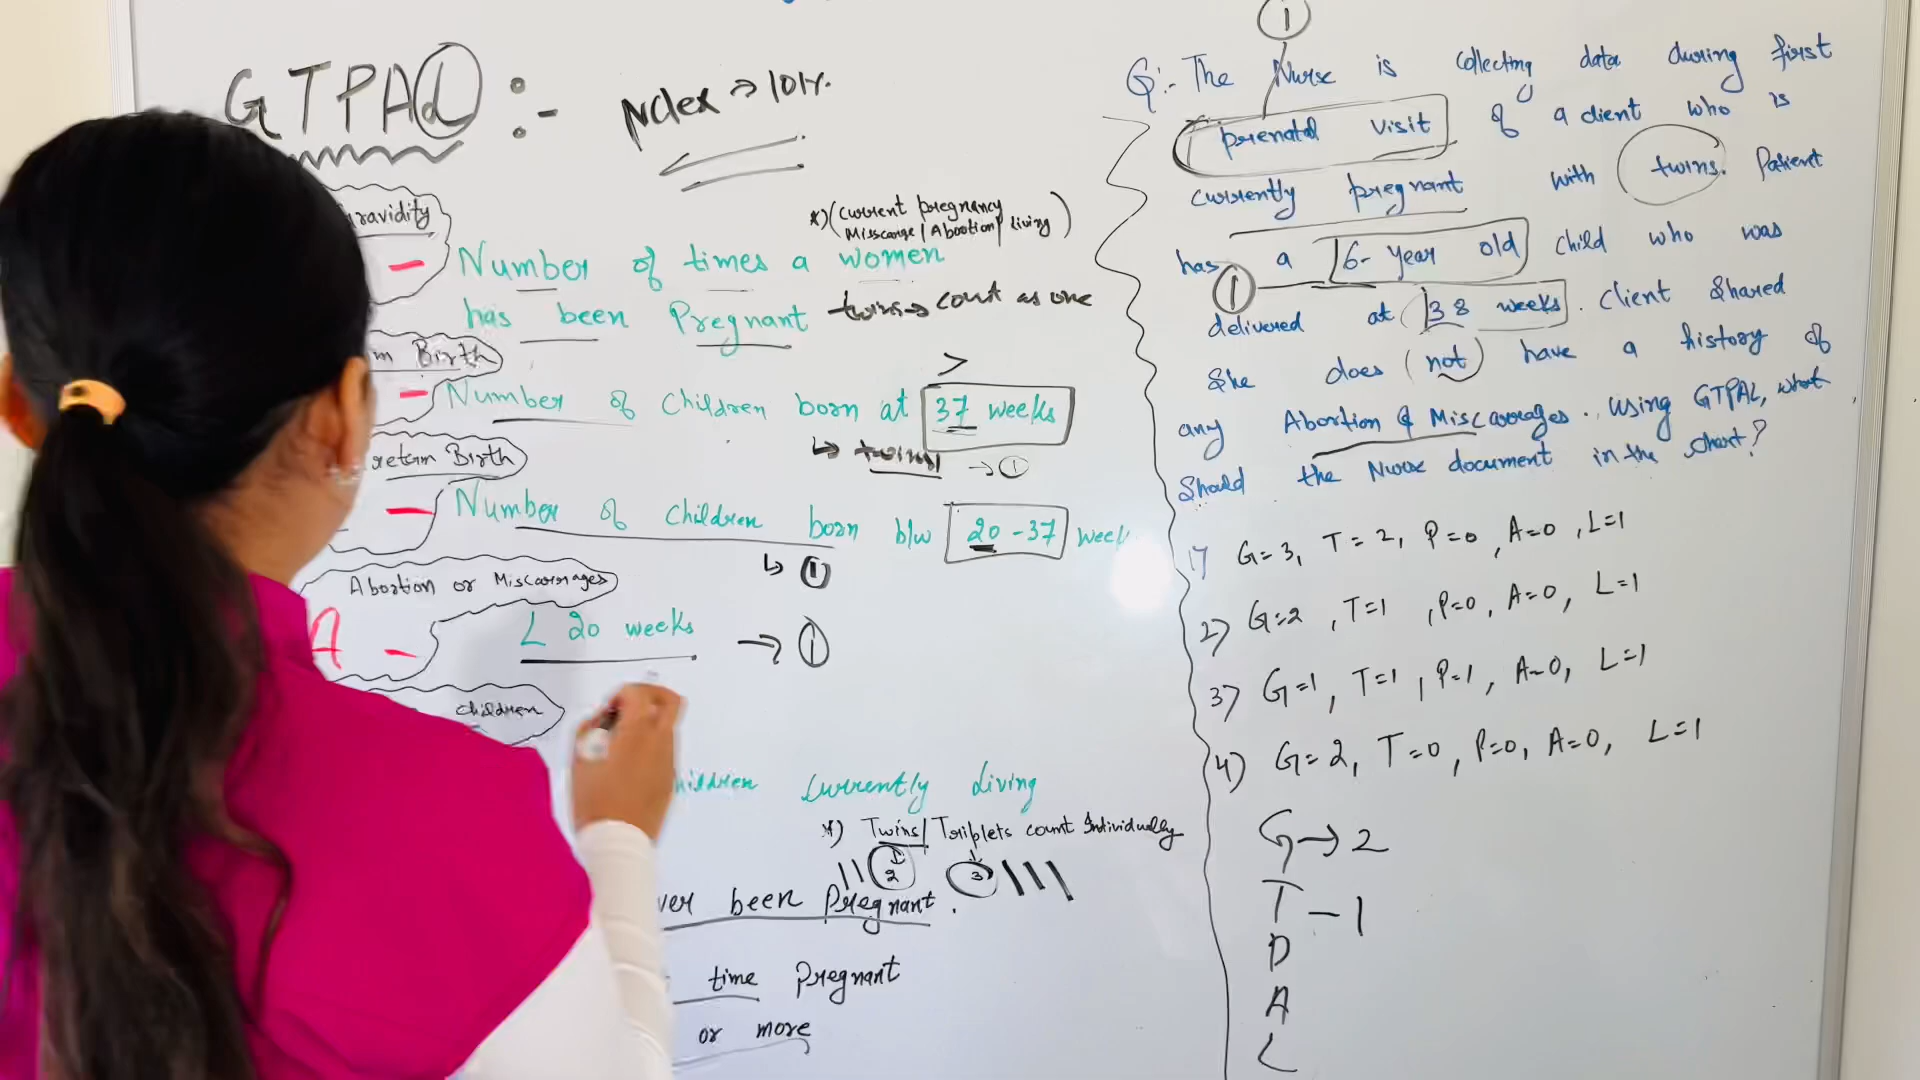 GTPAL :-
Nclex → 101%.
ravidity
*) (Current pregnancy
Misscarrage / Abortion / living)
- Number of times a women
has been Pregnant twins → count as one
m Birth
>
- Number of Children born at 37 weeks
↳ twins → ①
reterm Birth
- Number of Children born b/w 20-37 week
↳ ①
Abortion or Miscarriages
A - ∠ 20 weeks → ①
children
hildren Currently Living
*) Twins/ Triplets count Individually
2 3
ver been Pregnant.
time Pregnant
or more
①
Q:- The Nurse is collecting data during first
prenatal visit of a client who is
currently pregnant with twins. Patient
has a 6-year old child who was
①
delivered at 38 weeks. Client shared
she does (not) have a history of
any Abortion & Miscarrages. Using GTPAL, what
should the Nurse document in the chart?
1) G=3, T=2, P=0, A=0, L=1
2) G=2, T=1, P=0, A=0, L=1
3) G=1, T=1, P=1, A=0, L=1
4) G=2, T=0, P=0, A=0, L=1
G → 2
T - 1
P
A
L